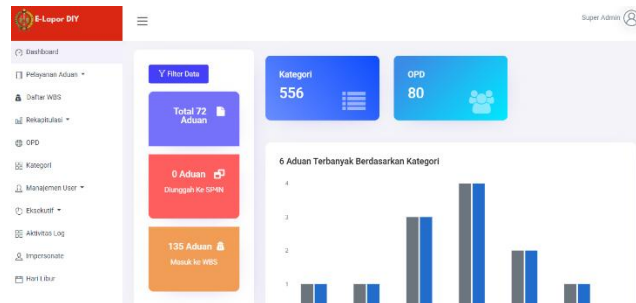 E-Lapor DIY
Super Admin
Dashboard
Pelayanan Aduan
Daftar WBS
Rekapitulasi
OPD
Kategori
Manajemen User
Eksekutif
Aktivitas Log
Impersonate
Hari Libur
Filter Data
Total 72
Aduan
0 Aduan
Diunggah Ke SP4N
135 Aduan
Masuk ke WBS
Kategori
556
OPD
80
6 Aduan Terbanyak Berdasarkan Kategori
4
3
2
1